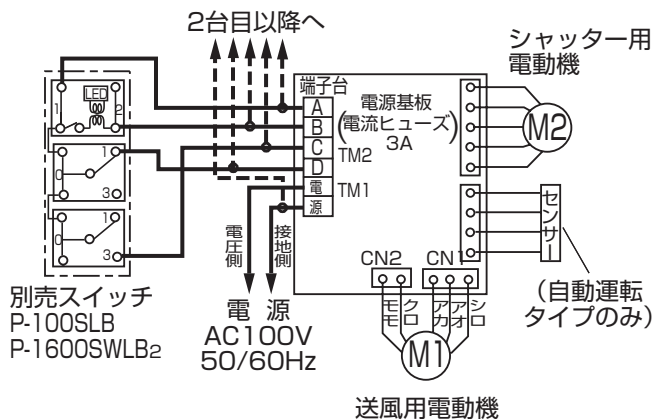 2台目以降へ
シャッター用
電動機
端子台
電源基板
(電流ヒューズ)
3A
A
B
C
D
電
源
TM2
TM1
M2
LED
1
2
0
1
3
0
1
3
電圧側
接地側
センサー
CN2
CN1
モモ
クロ
アカ
アオ
シロ
M1
(自動運転
タイプのみ)
別売スイッチ
P-100SLB
P-1600SWLB2
電 源
AC100V
50/60Hz
送風用電動機